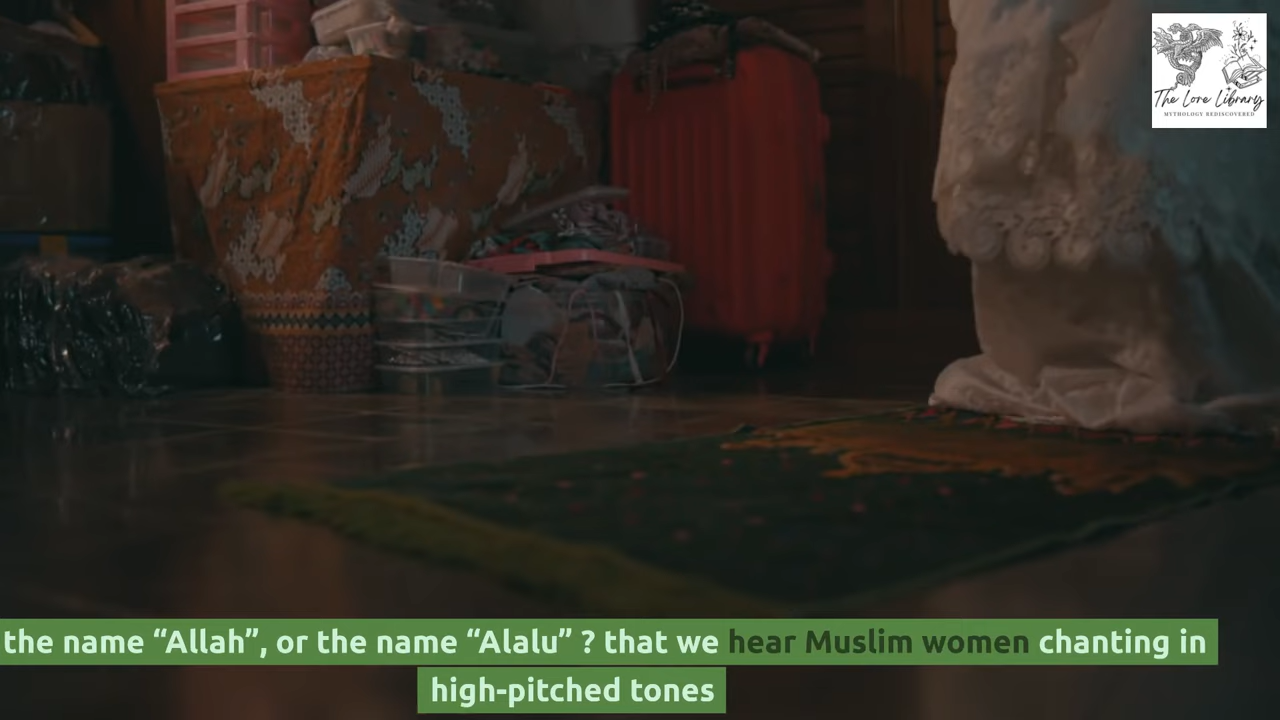 The Lore Library
MYTHOLOGY REDISCOVERED
the name “Allah”, or the name “Alalu” ? that we hear Muslim women chanting in
high-pitched tones